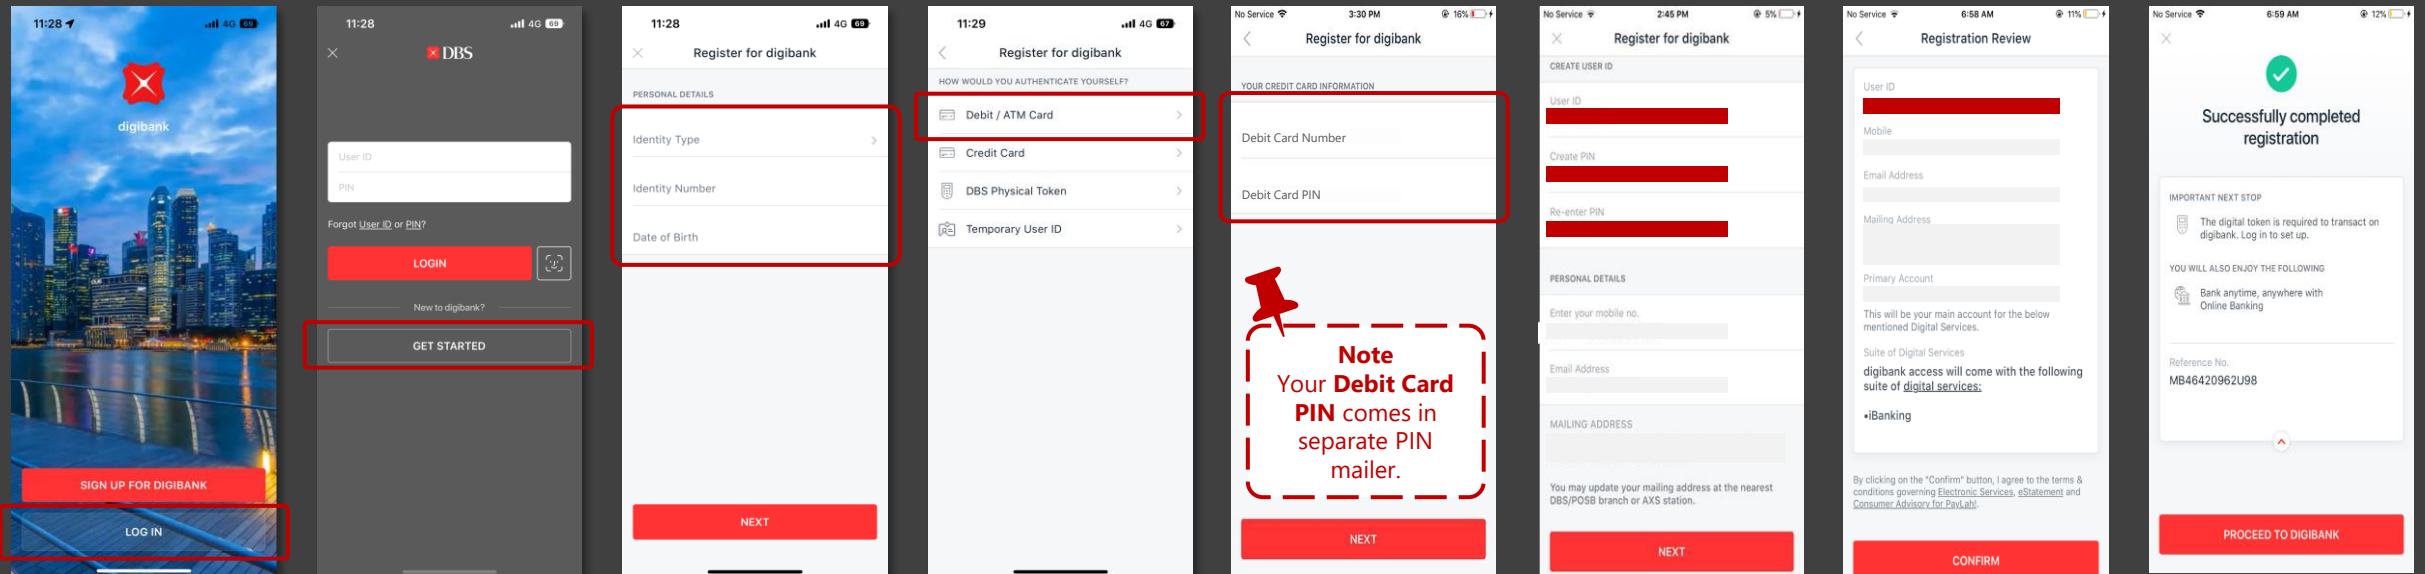 11:28
4G 69
digibank
SIGN UP FOR DIGIBANK
LOG IN
11:28
4G 69
DBS
User ID
PIN
Forgot User ID or PIN?
LOGIN
New to digibank?
GET STARTED
11:28
4G 69
Register for digibank
PERSONAL DETAILS
Identity Type
Identity Number
Date of Birth
NEXT
11:29
4G 67
Register for digibank
HOW WOULD YOU AUTHENTICATE YOURSELF?
Debit / ATM Card
Credit Card
DBS Physical Token
Temporary User ID
No Service 3:30 PM 16%
Register for digibank
YOUR CREDIT CARD INFORMATION
Debit Card Number
Debit Card PIN
Note
Your Debit Card
PIN comes in
separate PIN
mailer.
NEXT
No Service 2:45 PM 5%
Register for digibank
CREATE USER ID
User ID
Create PIN
Re-enter PIN
PERSONAL DETAILS
Enter your mobile no.
Email Address
MAILING ADDRESS
You may update your mailing address at the nearest
DBS/POSB branch or AXS station.
NEXT
No Service 6:58 AM 11%
Registration Review
User ID
Mobile
Email Address
Mailing Address
Primary Account
This will be your main account for the below
mentioned Digital Services.
Suite of Digital Services
digibank access will come with the following
suite of digital services:
•iBanking
By clicking on the "Confirm" button, I agree to the terms &
conditions governing Electronic Services, eStatement and
Consumer Advisory for PayLah!.
CONFIRM
No Service 6:59 AM 12%
Successfully completed
registration
IMPORTANT NEXT STOP
The digital token is required to transact on
digibank. Log in to set up.
YOU WILL ALSO ENJOY THE FOLLOWING
Bank anytime, anywhere with
Online Banking
Reference No.
MB46420962U98
PROCEED TO DIGIBANK